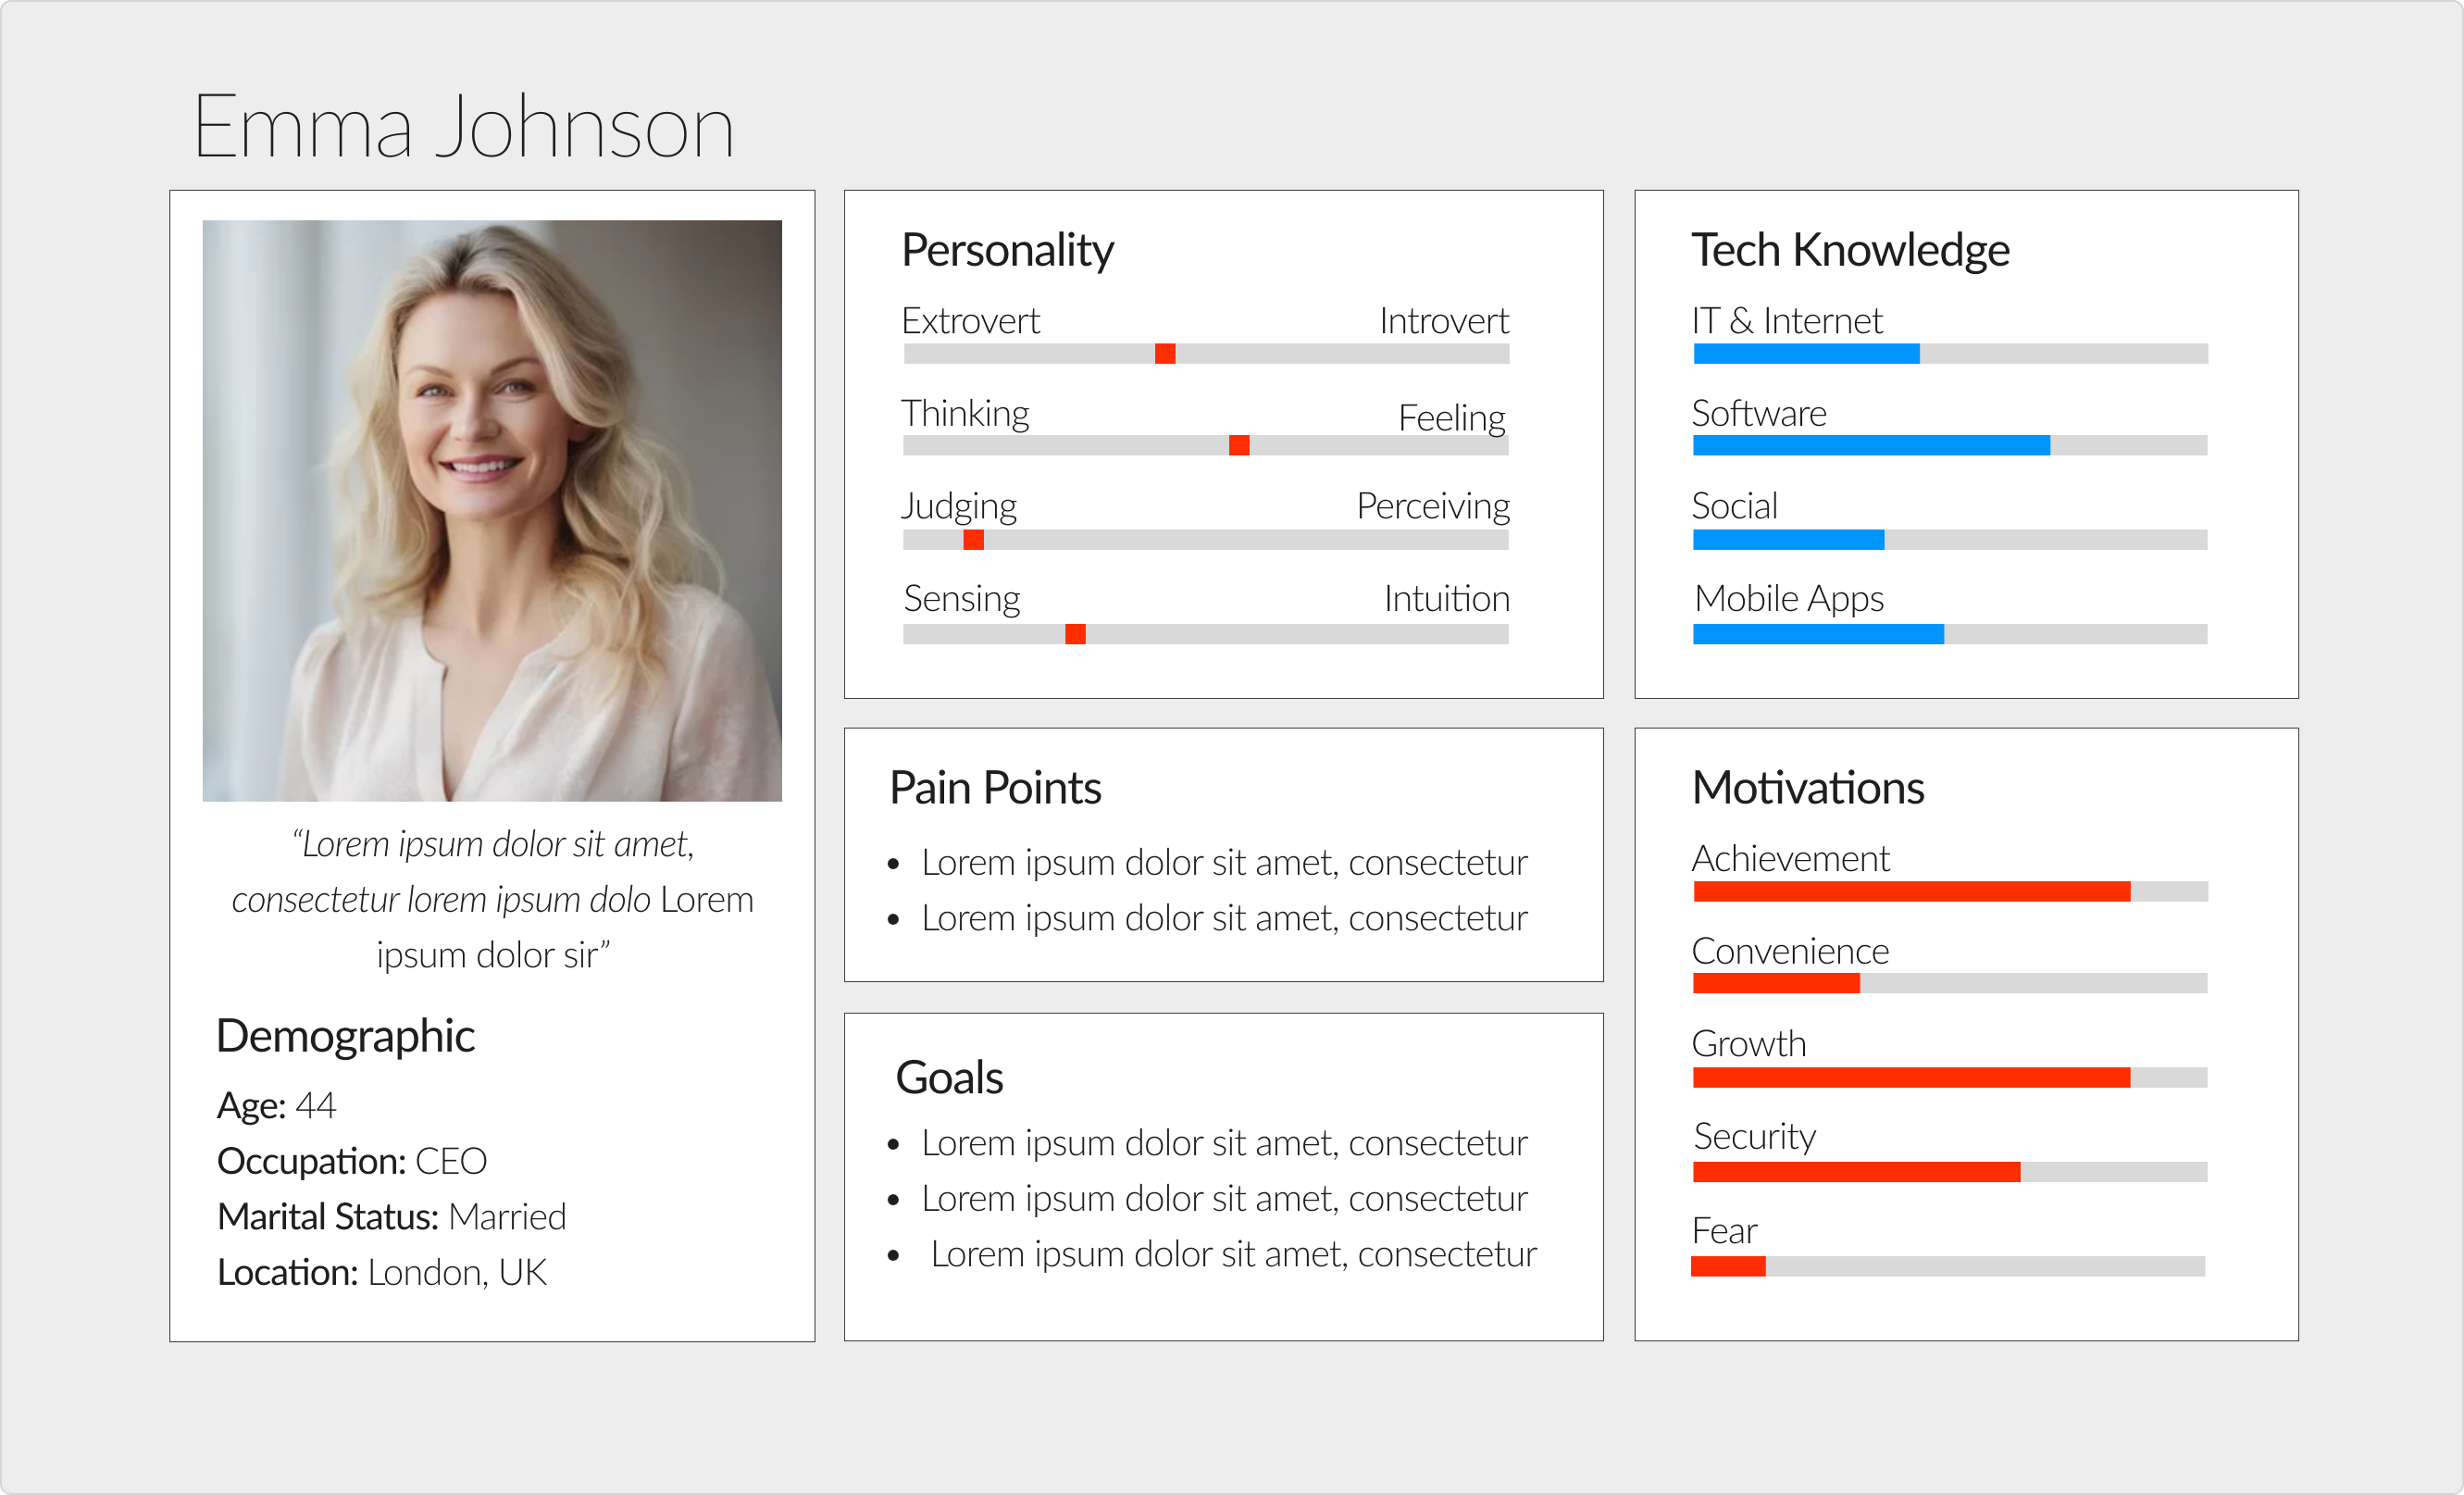 Emma Johnson
“Lorem ipsum dolor sit amet,
consectetur lorem ipsum dolo Lorem
ipsum dolor sir”
Demographic
Age: 44
Occupation: CEO
Marital Status: Married
Location: London, UK
Personality
Extrovert Introvert
Thinking Feeling
Judging Perceiving
Sensing Intuition
Pain Points
• Lorem ipsum dolor sit amet, consectetur
• Lorem ipsum dolor sit amet, consectetur
Goals
• Lorem ipsum dolor sit amet, consectetur
• Lorem ipsum dolor sit amet, consectetur
• Lorem ipsum dolor sit amet, consectetur
Tech Knowledge
IT & Internet
Software
Social
Mobile Apps
Motivations
Achievement
Convenience
Growth
Security
Fear